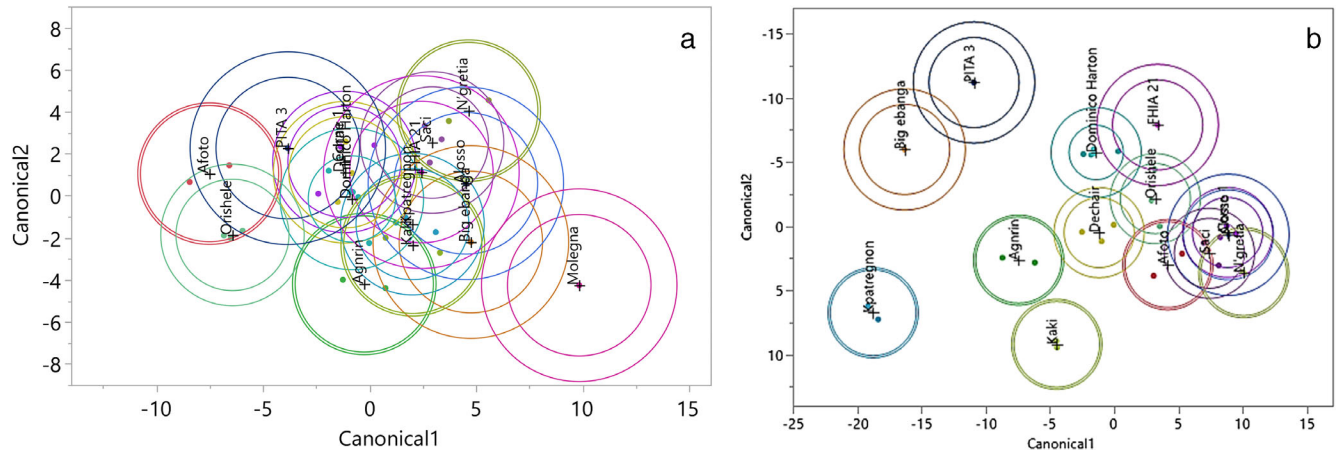 a
8
6
4
2
0
-2
-4
-6
-8
Canonical2
-10
-5
0
5
10
15
Canonical1
Afoto
Orishele
PITA 3
Dominico Harton
Agnrin
Kpatregnon
FHIA 21
Saci
N'gretia
Alosso
Big ebanga
Molegna
b
-15
-10
-5
0
5
10
Canonical2
-25
-20
-15
-10
-5
0
5
10
15
Canonical1
PITA 3
Big ebanga
Dominico Harton
FHIA 21
Orishele
Dechair
Agnrin
Afoto
Saci
N'gretia
Kpatregnon
Kaki